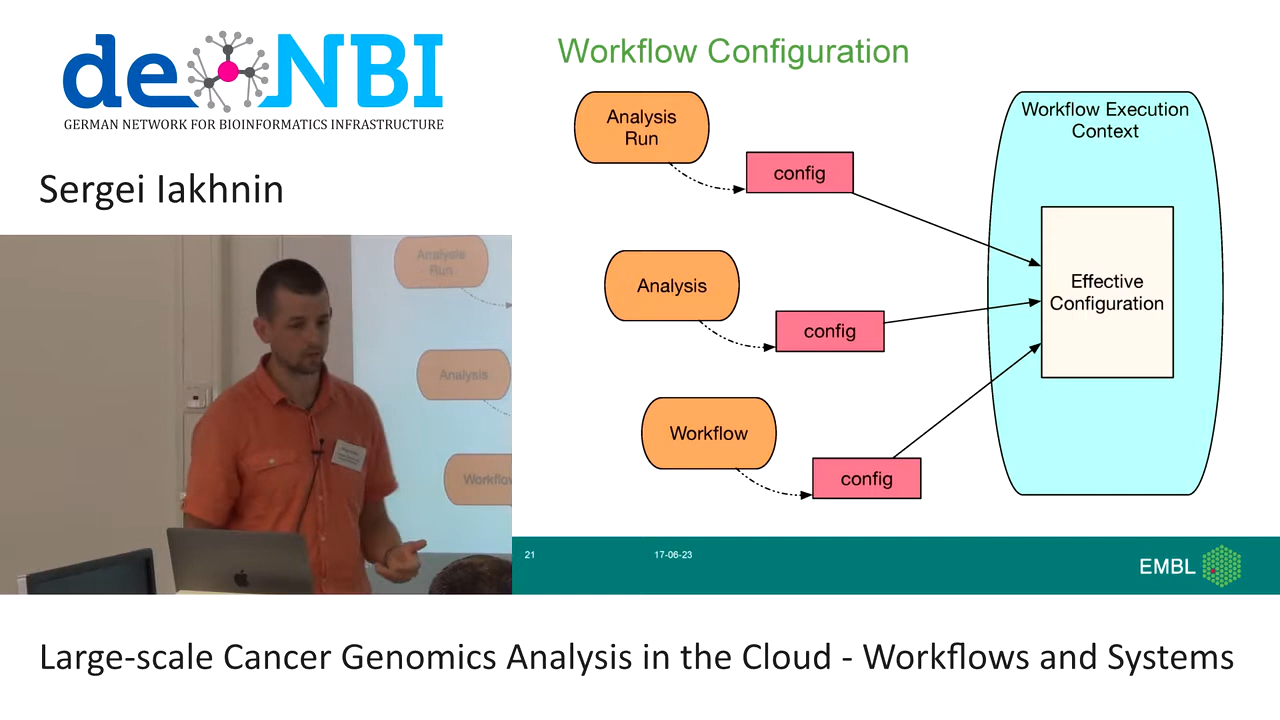 de NBI
GERMAN NETWORK FOR BIOINFORMATICS INFRASTRUCTURE
Sergei Iakhnin
Analysis
Run
Analysis
Workflow
Workflow Configuration
Analysis
Run
config
Analysis
config
Workflow
config
Workflow Execution
Context
Effective
Configuration
21
17-06-23
EMBL
Large-scale Cancer Genomics Analysis in the Cloud - Workflows and Systems